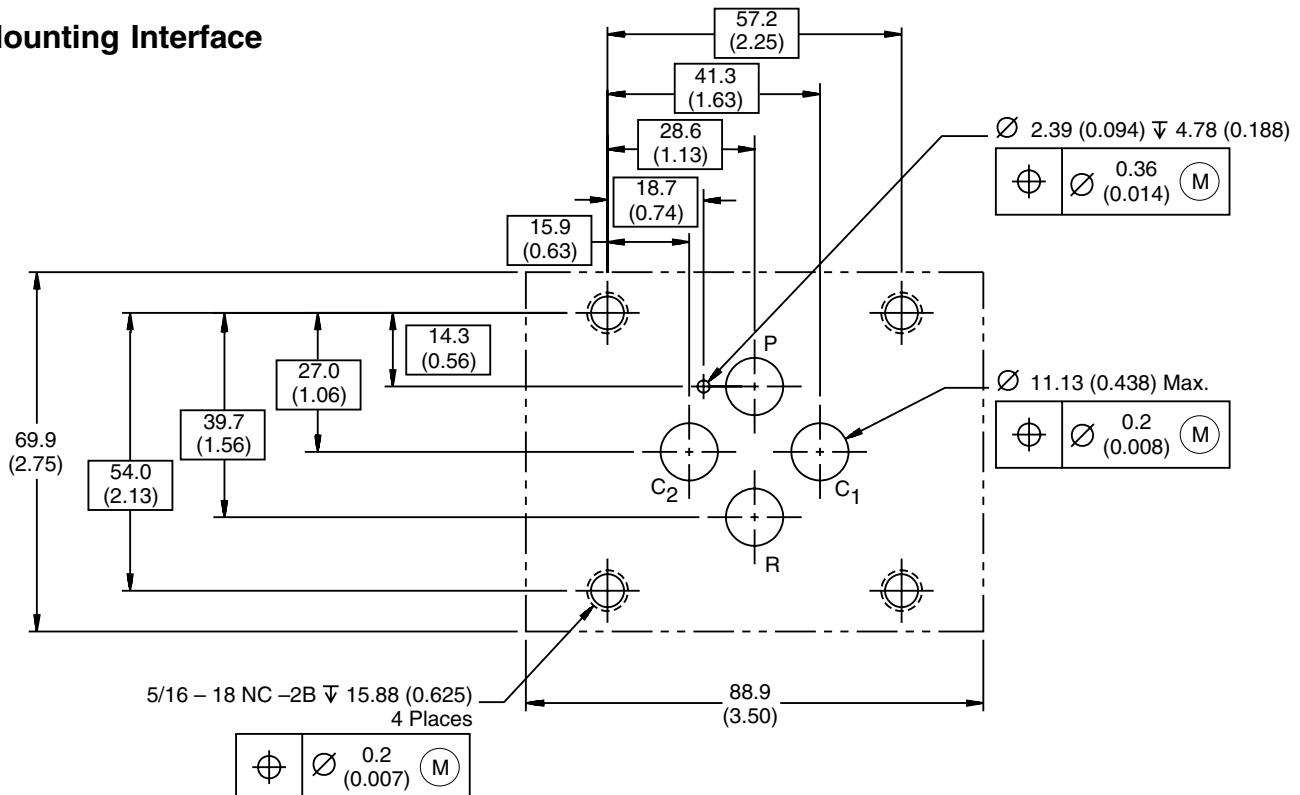 ounting Interface
57.2
(2.25)
41.3
(1.63)
28.6
(1.13)
18.7
(0.74)
15.9
(0.63)
⌀ 2.39 (0.094) ↧ 4.78 (0.188)
⌖ ⌀ 0.36
(0.014) Ⓜ
14.3
(0.56)
27.0
(1.06)
39.7
(1.56)
54.0
(2.13)
69.9
(2.75)
P
C2
C1
R
⌀ 11.13 (0.438) Max.
⌖ ⌀ 0.2
(0.008) Ⓜ
5/16 – 18 NC –2B ↧ 15.88 (0.625)
4 Places
⌖ ⌀ 0.2
(0.007) Ⓜ
88.9
(3.50)